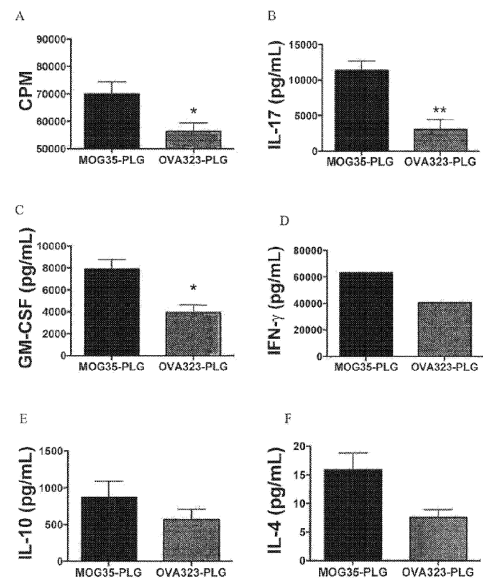 A
CPM
90000
80000
70000
60000
50000
*
MOG35-PLG OVA323-PLG
B
IL-17 (pg/mL)
15000
10000
5000
0
**
MOG35-PLG OVA323-PLG
C
GM-CSF (pg/mL)
10000
8000
6000
4000
2000
0
*
MOG35-PLG OVA323-PLG
D
IFN-γ (pg/mL)
80000
60000
40000
20000
0
MOG35-PLG OVA323-PLG
E
IL-10 (pg/mL)
1500
1000
500
0
MOG35-PLG OVA323-PLG
F
IL-4 (pg/mL)
20
15
10
5
0
MOG35-PLG OVA323-PLG